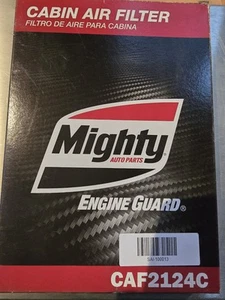 CABIN AIR FILTER
FILTRO DE AIRE PARA CABINA
Mighty
AUTO PARTS
ENGINE GUARD®
CAF2124C